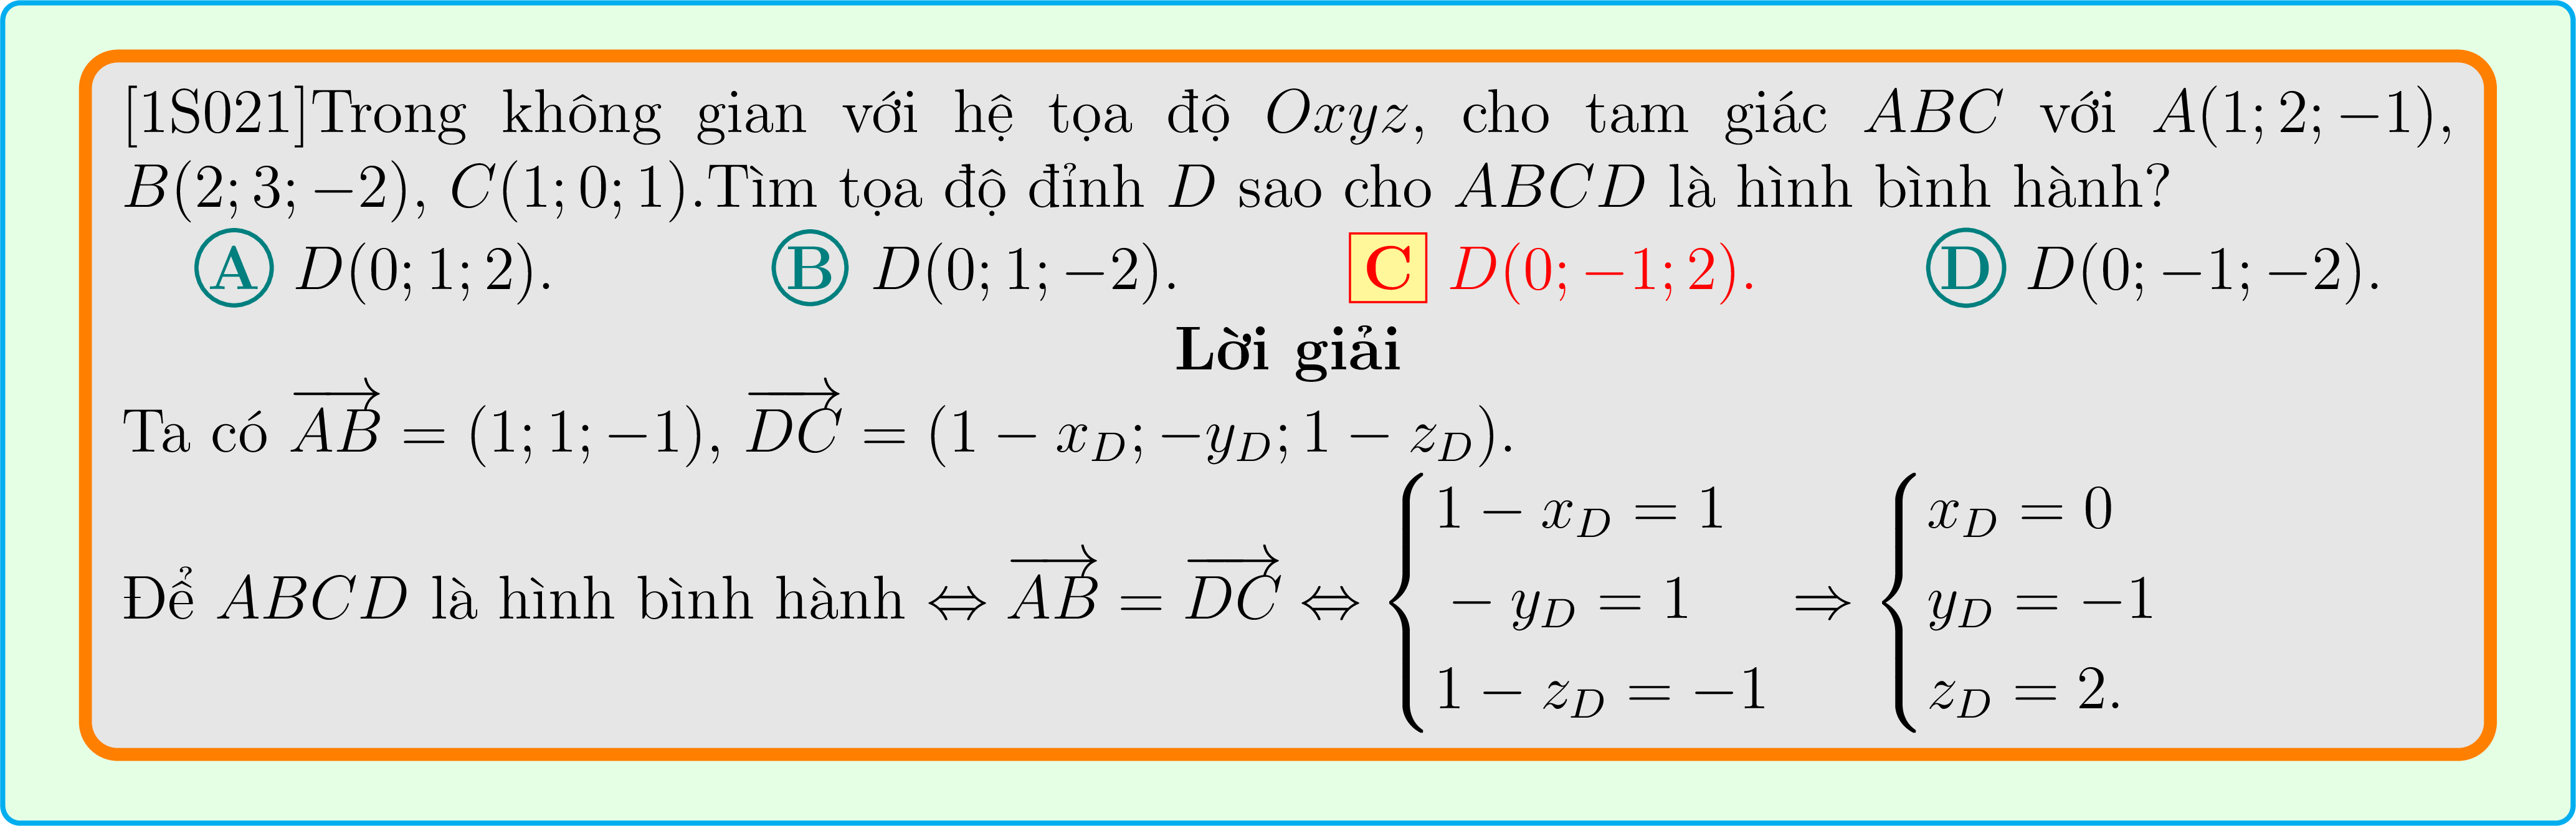 [1S021]Trong không gian với hệ tọa độ Oxyz, cho tam giác ABC với A(1; 2; −1),
B(2; 3; −2), C(1; 0; 1).Tìm tọa độ đỉnh D sao cho ABCD là hình bình hành?
A D(0; 1; 2). B D(0; 1; −2). C D(0; −1; 2). D D(0; −1; −2).
Lời giải
Ta có $\overrightarrow{AB} = (1; 1; −1)$, $\overrightarrow{DC} = (1 − x_D; −y_D; 1 − z_D)$.
Để ABCD là hình bình hành $\Leftrightarrow \overrightarrow{AB} = \overrightarrow{DC} \Leftrightarrow \begin{cases} 1 − x_D = 1 \\ − y_D = 1 \\ 1 − z_D = −1 \end{cases} \Rightarrow \begin{cases} x_D = 0 \\ y_D = −1 \\ z_D = 2. \end{cases}$